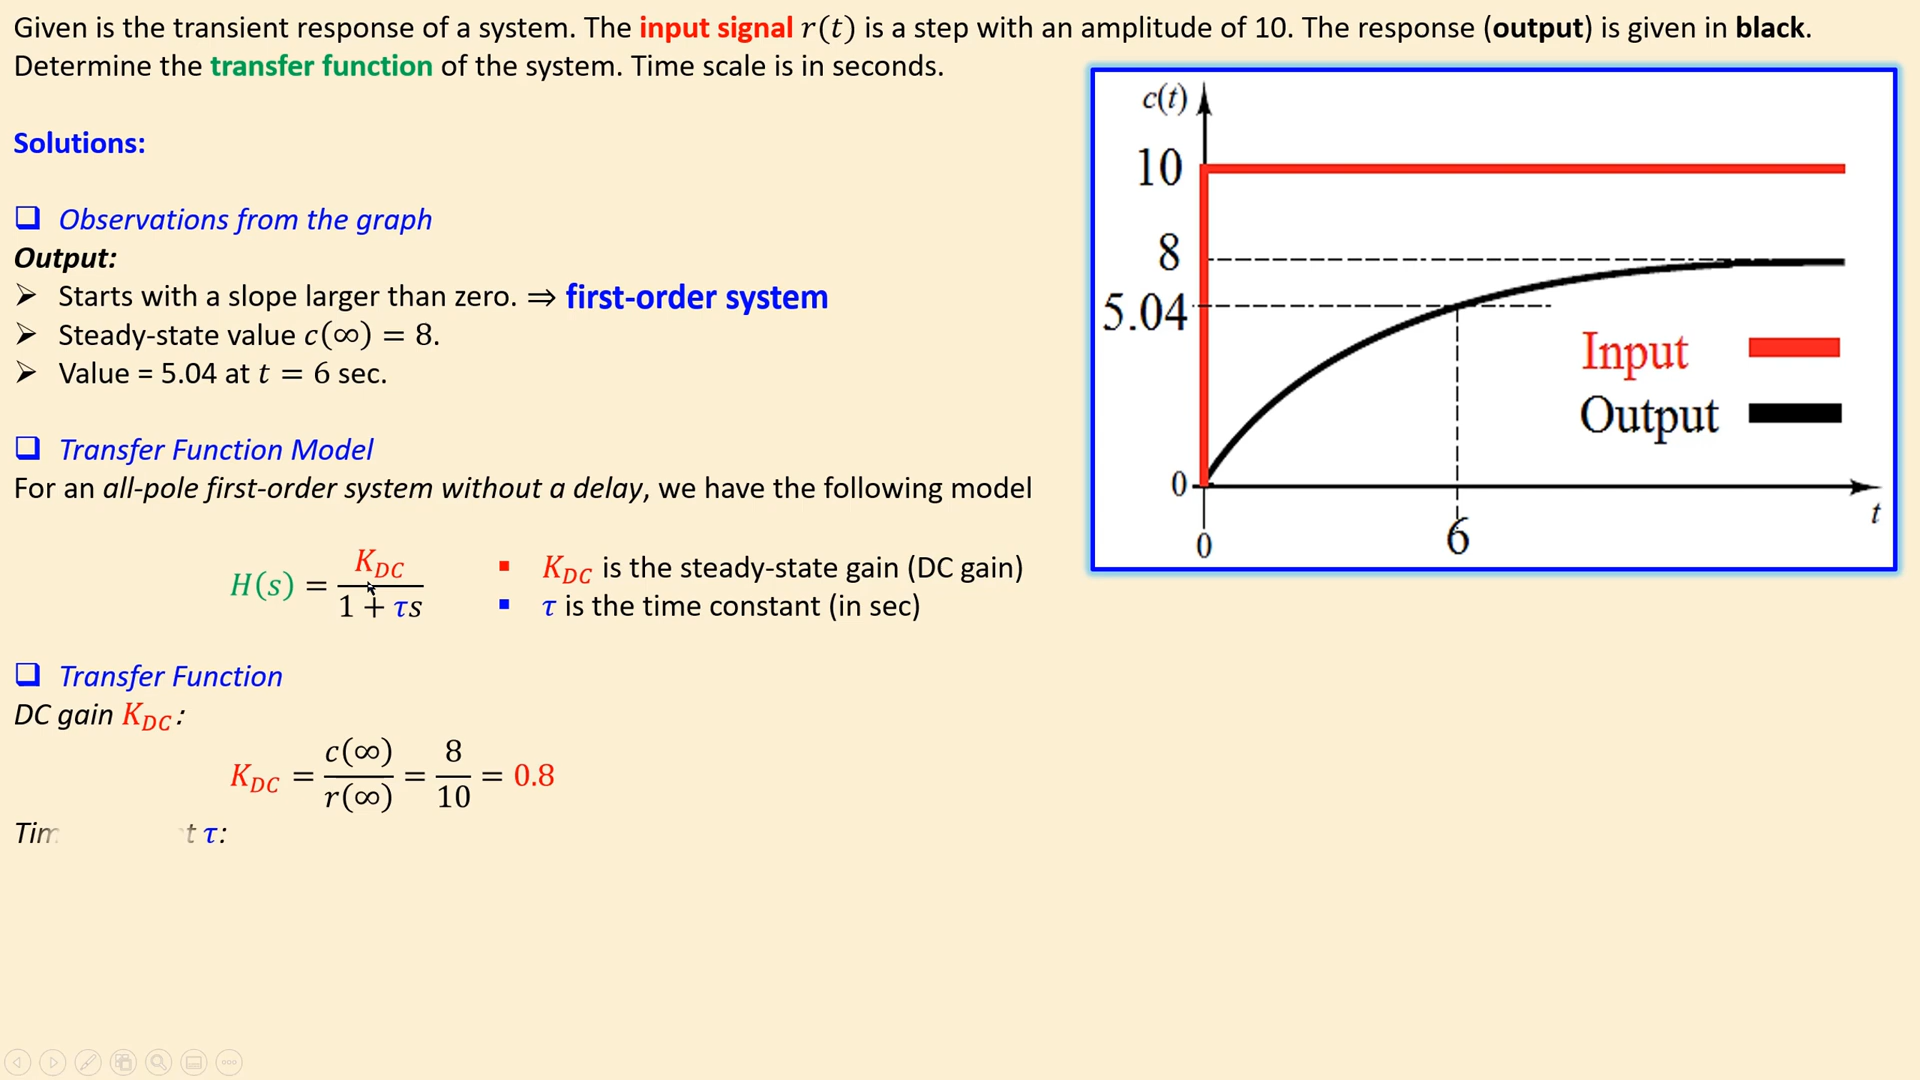 Given is the transient response of a system. The input signal r(t) is a step with an amplitude of 10. The response (output) is given in black.
Determine the transfer function of the system. Time scale is in seconds.
Solutions:
❑ Observations from the graph
Output:
➢ Starts with a slope larger than zero. ⇒ first-order system
➢ Steady-state value c(∞) = 8.
➢ Value = 5.04 at t = 6 sec.
❑ Transfer Function Model
For an all-pole first-order system without a delay, we have the following model
H(s) = K_DC / (1 + τs)
▪ K_DC is the steady-state gain (DC gain)
▪ τ is the time constant (in sec)
❑ Transfer Function
DC gain K_DC:
K_DC = c(∞) / r(∞) = 8 / 10 = 0.8
τ:
c(t)
10
8
5.04
0
0
6
t
Input
Output